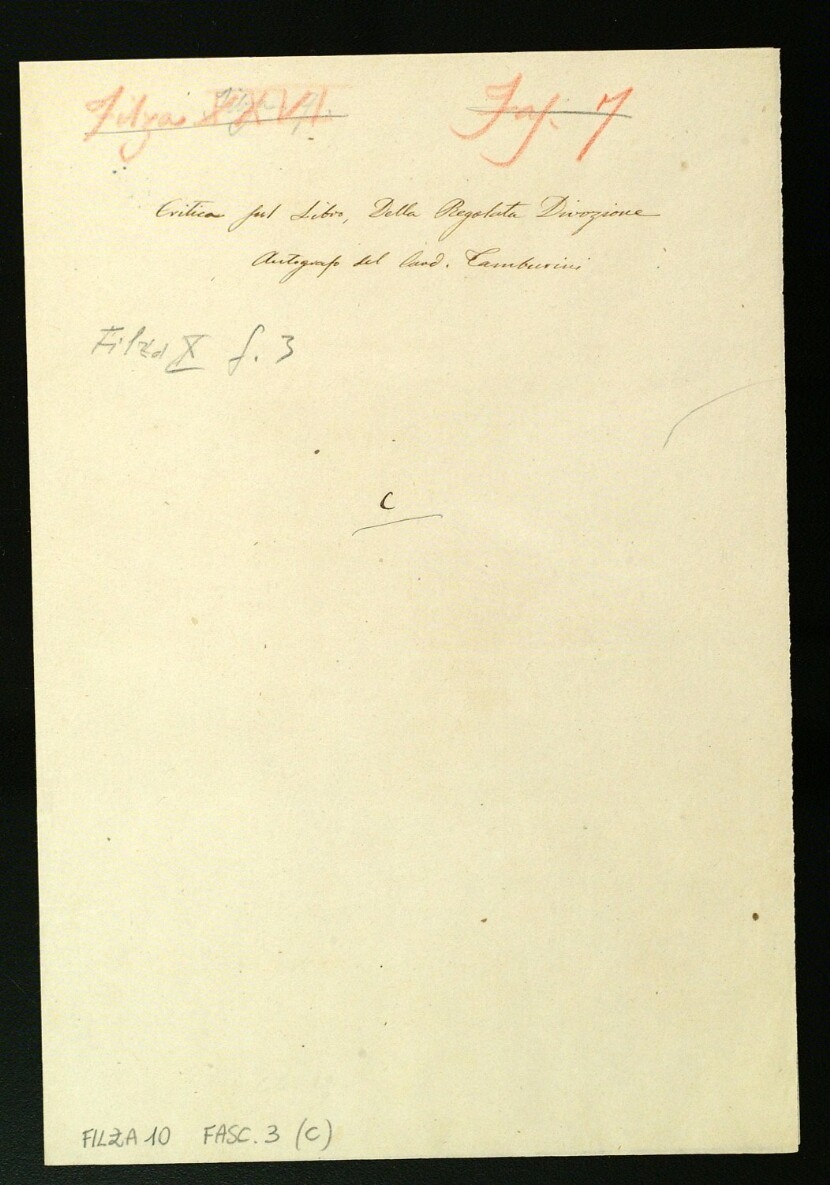 Filza XXVI Fas. 7
Critica sul Libro, Della Regolata Divozione
Autografo del Card. Tamburini
Filza X f. 3
C
FILZA 10 FASC. 3 (C)